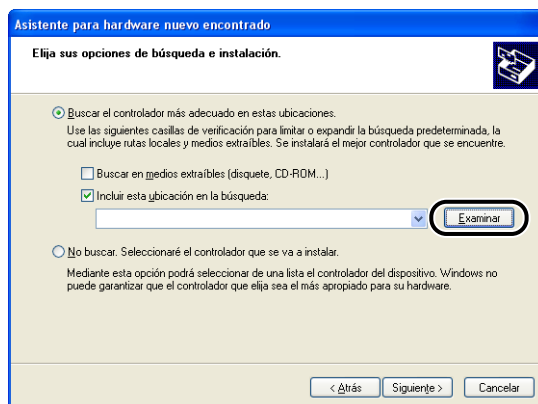 Asistente para hardware nuevo encontrado
Elija sus opciones de búsqueda e instalación.
Buscar el controlador más adecuado en estas ubicaciones.
Use las siguientes casillas de verificación para limitar o expandir la búsqueda predeterminada, la
cual incluye rutas locales y medios extraíbles. Se instalará el mejor controlador que se encuentre.
Buscar en medios extraíbles (disquete, CD-ROM...)
Incluir esta ubicación en la búsqueda:
Examinar
No buscar. Seleccionaré el controlador que se va a instalar.
Mediante esta opción podrá seleccionar de una lista el controlador del dispositivo. Windows no
puede garantizar que el controlador que elija sea el más apropiado para su hardware.
< Atrás Siguiente > Cancelar